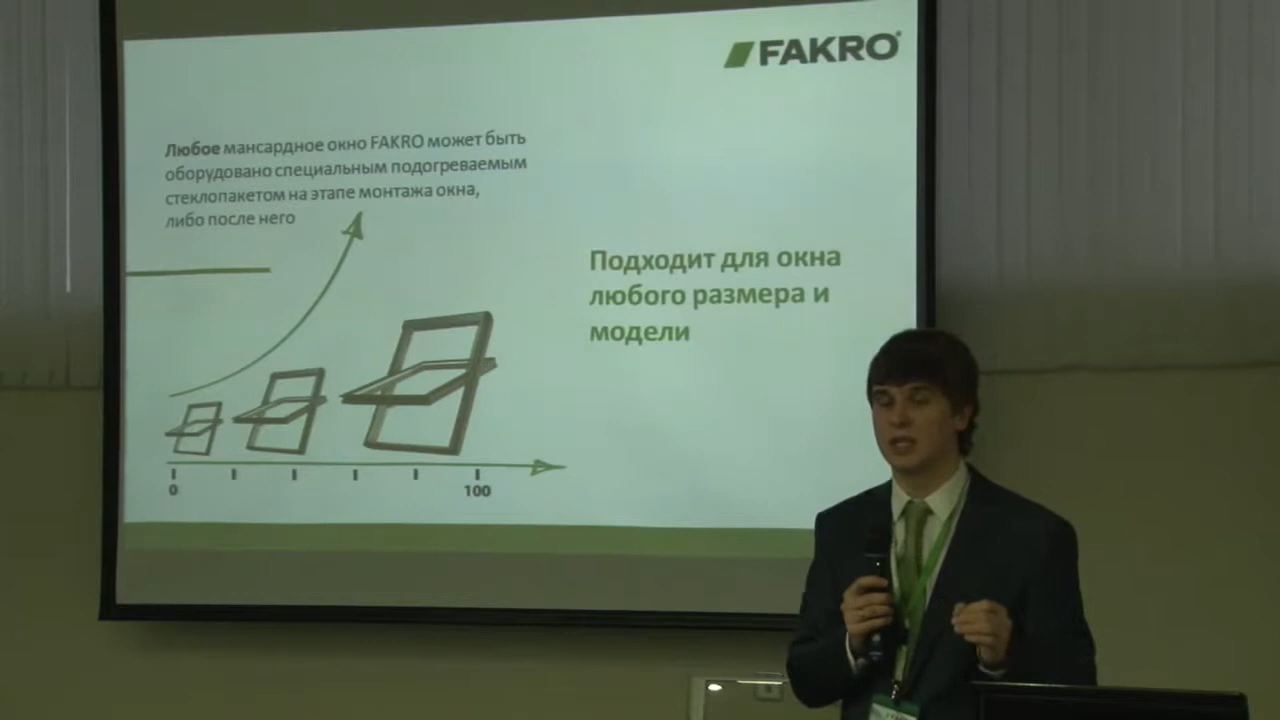 FAKRO
Любое мансардное окно FAKRO может быть
оборудовано специальным подогреваемым
стеклопакетом на этапе монтажа окна,
либо после него
Подходит для окна
любого размера и
модели
0
100